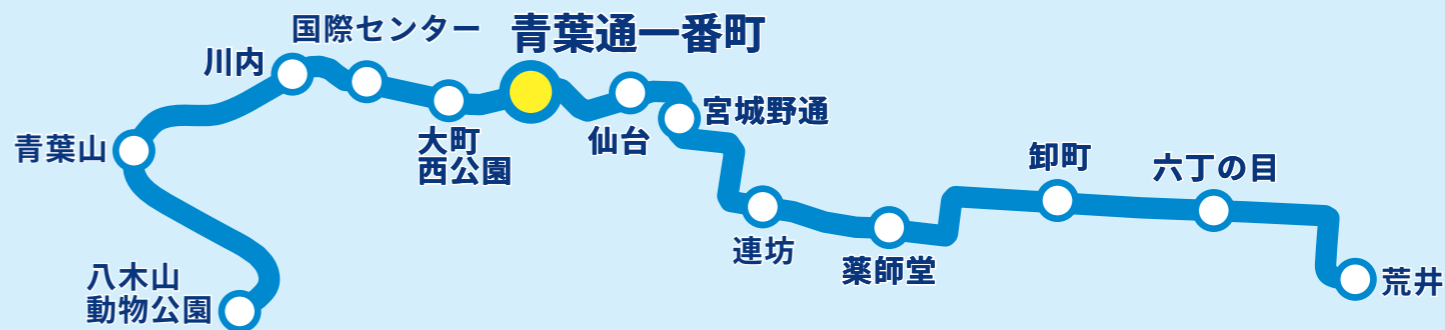 国際センター
青葉通一番町
川内
青葉山
大町
西公園
仙台
宮城野通
八木山
動物公園
連坊
薬師堂
卸町
六丁の目
荒井